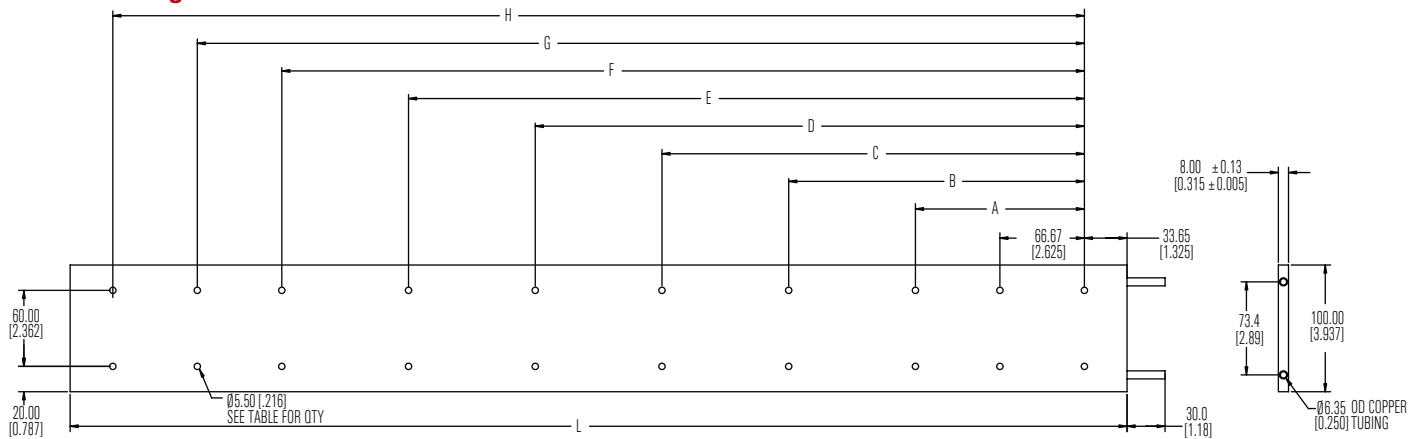 H
G
F
E
D
C
B
A
8.00 ±0.13
[0.315 ±0.005]
66.67
[2.625]
33.65
[1.325]
60.00
[2.362]
73.4
[2.89]
100.00
[3.937]
20.00
[0.787]
Ø5.50 [.216]
SEE TABLE FOR QTY
L
30.0
[1.18]
Ø6.35 OD COPPER
[0.250] TUBING